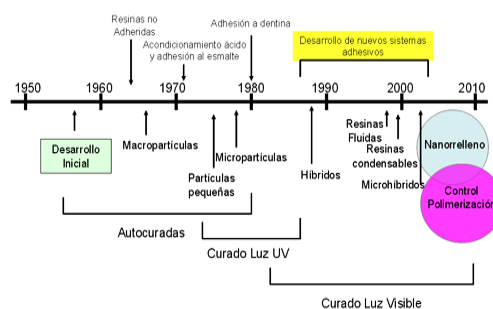 Resinas no
Adheridas
Adhesión a dentina
Acondicionamiento ácido
y adhesión al esmalte
Desarrollo de nuevos sistemas
adhesivos
1950
1960
1970
1980
1990
2000
2010
Desarrollo
Inicial
Macropartículas
Partículas
pequeñas
Micropartículas
Híbridos
Resinas
Fluidas
Resinas
condensables
Microhíbridos
Nanorrelleno
Control
Polimerización
Autocuradas
Curado Luz UV
Curado Luz Visible